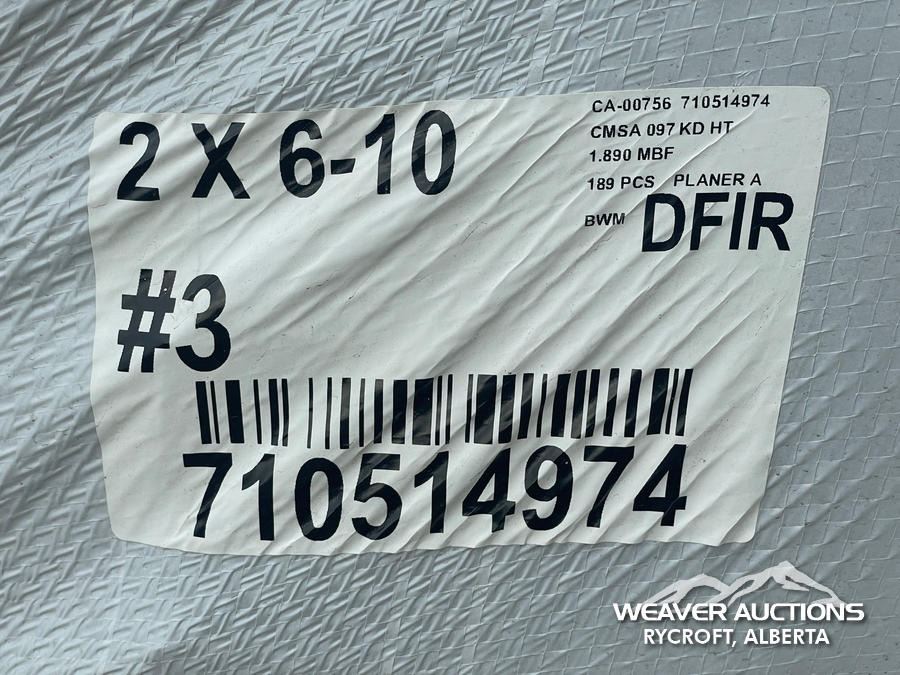 2 X 6-10
CA-00756 710514974
CMSA 097 KD HT
1.890 MBF
189 PCS PLANER A
BWM DFIR
#3
710514974
WEAVER AUCTIONS
RYCROFT, ALBERTA